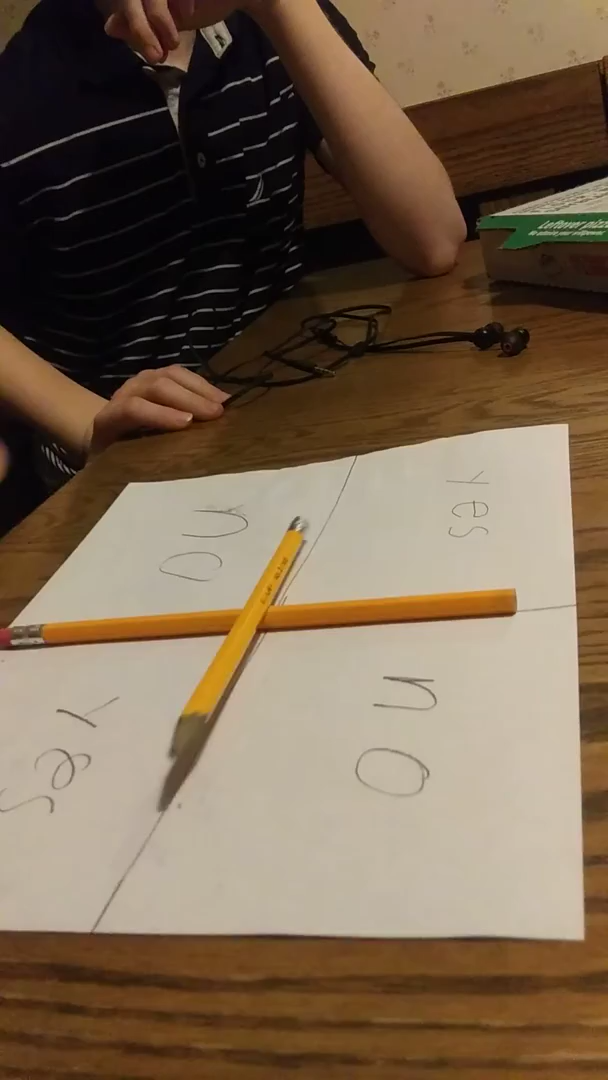 Leftover pizza
no
yes
no
yes